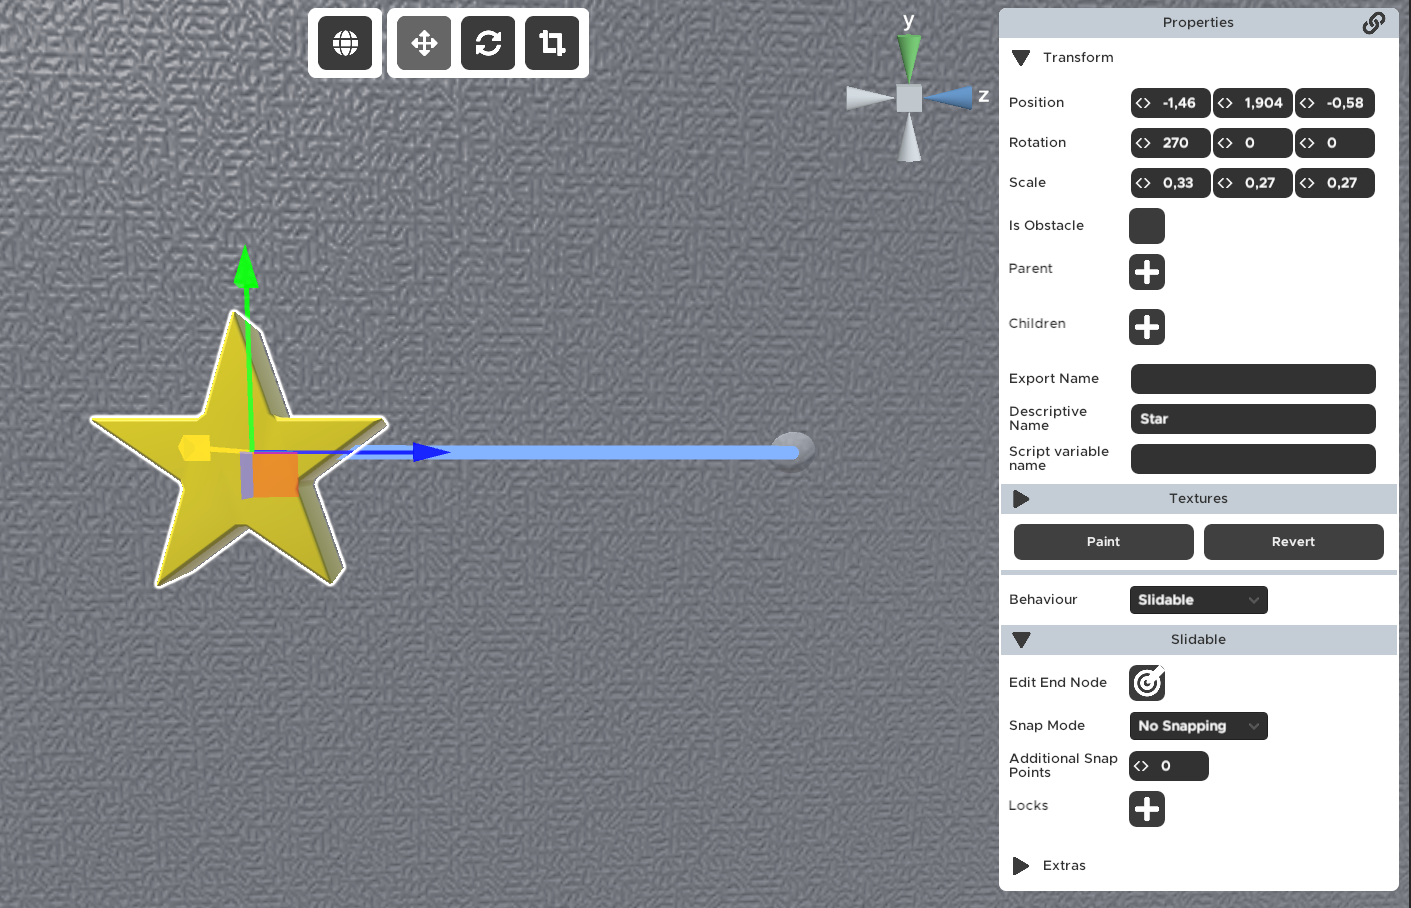 y
z
Properties
Transform
Position -1,46 1,904 -0,58
Rotation 270 0 0
Scale 0,33 0,27 0,27
Is Obstacle
Parent
Children
Export Name
Descriptive
Name
Star
Script variable
name
Textures
Paint Revert
Behaviour Slidable
Slidable
Edit End Node
Snap Mode No Snapping
Additional Snap
Points
0
Locks
Extras